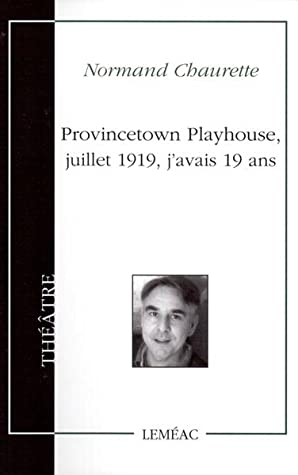 Normand Chaurette
Provincetown Playhouse,
juillet 1919, j'avais 19 ans
THÉÂTRE
LEMÉAC